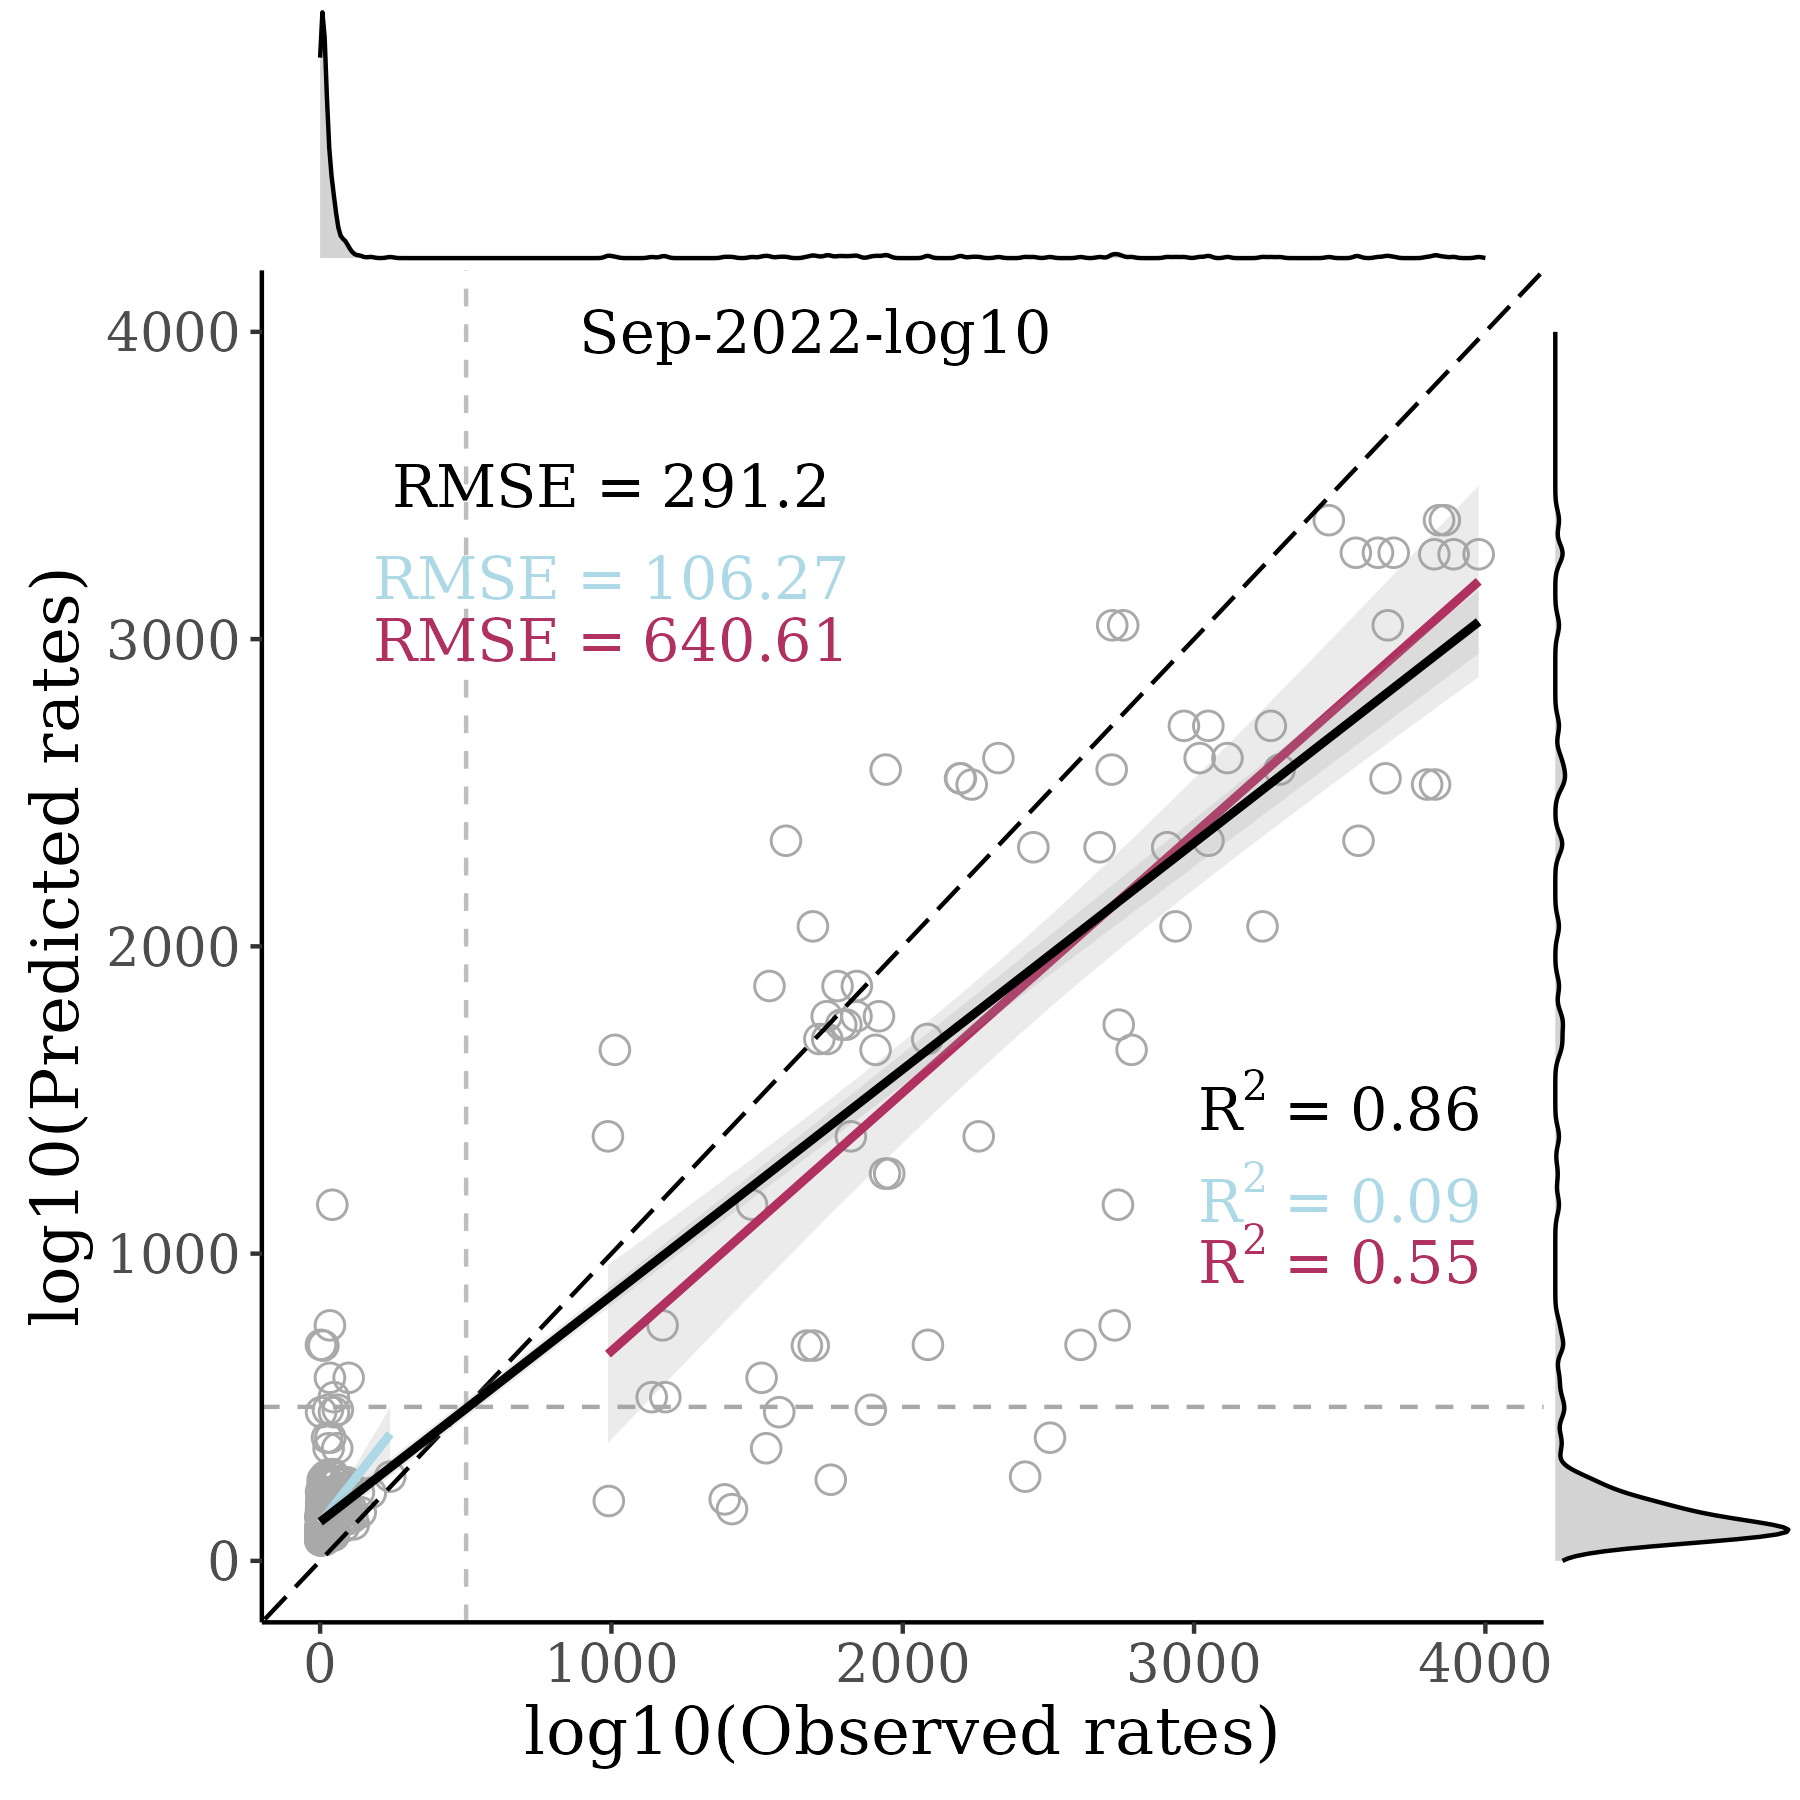 Sep-2022-log10
RMSE = 291.2
RMSE = 106.27
RMSE = 640.61
R² = 0.86
R² = 0.09
R² = 0.55
log10(Predicted rates)
4000
3000
2000
1000
0
0 1000 2000 3000 4000
log10(Observed rates)